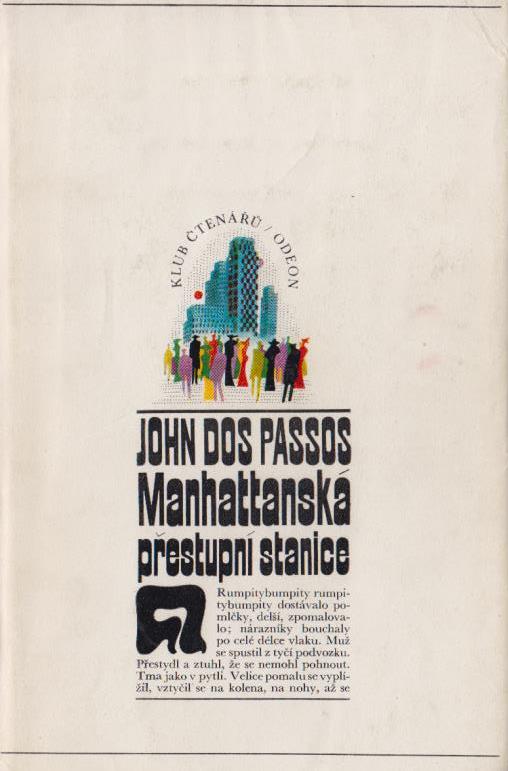 KLUB ČTENÁŘŮ / ODEON
JOHN DOS PASSOS
Manhattanská
přestupní stanice
Rumpitybumpity rumpi-
tybumpity dostávalo po-
mlčky, delší, zpomalova-
lo; nárazníky bouchaly
po celé délce vlaku. Muž
se spustil z tyčí podvozku.
Přestydl a ztuhl, že se nemohl pohnout.
Tma jako v pytli. Velice pomalu se vyplí-
žil, vztyčil se na kolena, na nohy, až se